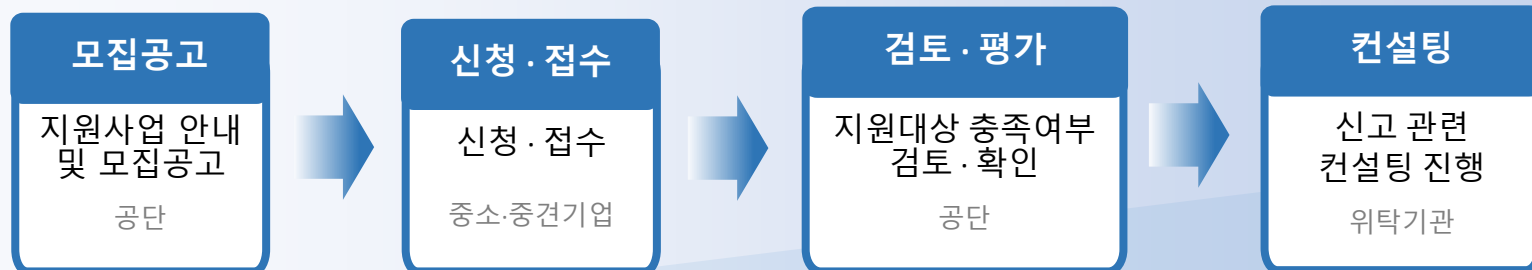 모집공고
지원사업 안내
및 모집공고
공단
신청 · 접수
신청 · 접수
중소·중견기업
검토 · 평가
지원대상 충족여부
검토 · 확인
공단
컨설팅
신고 관련
컨설팅 진행
위탁기관